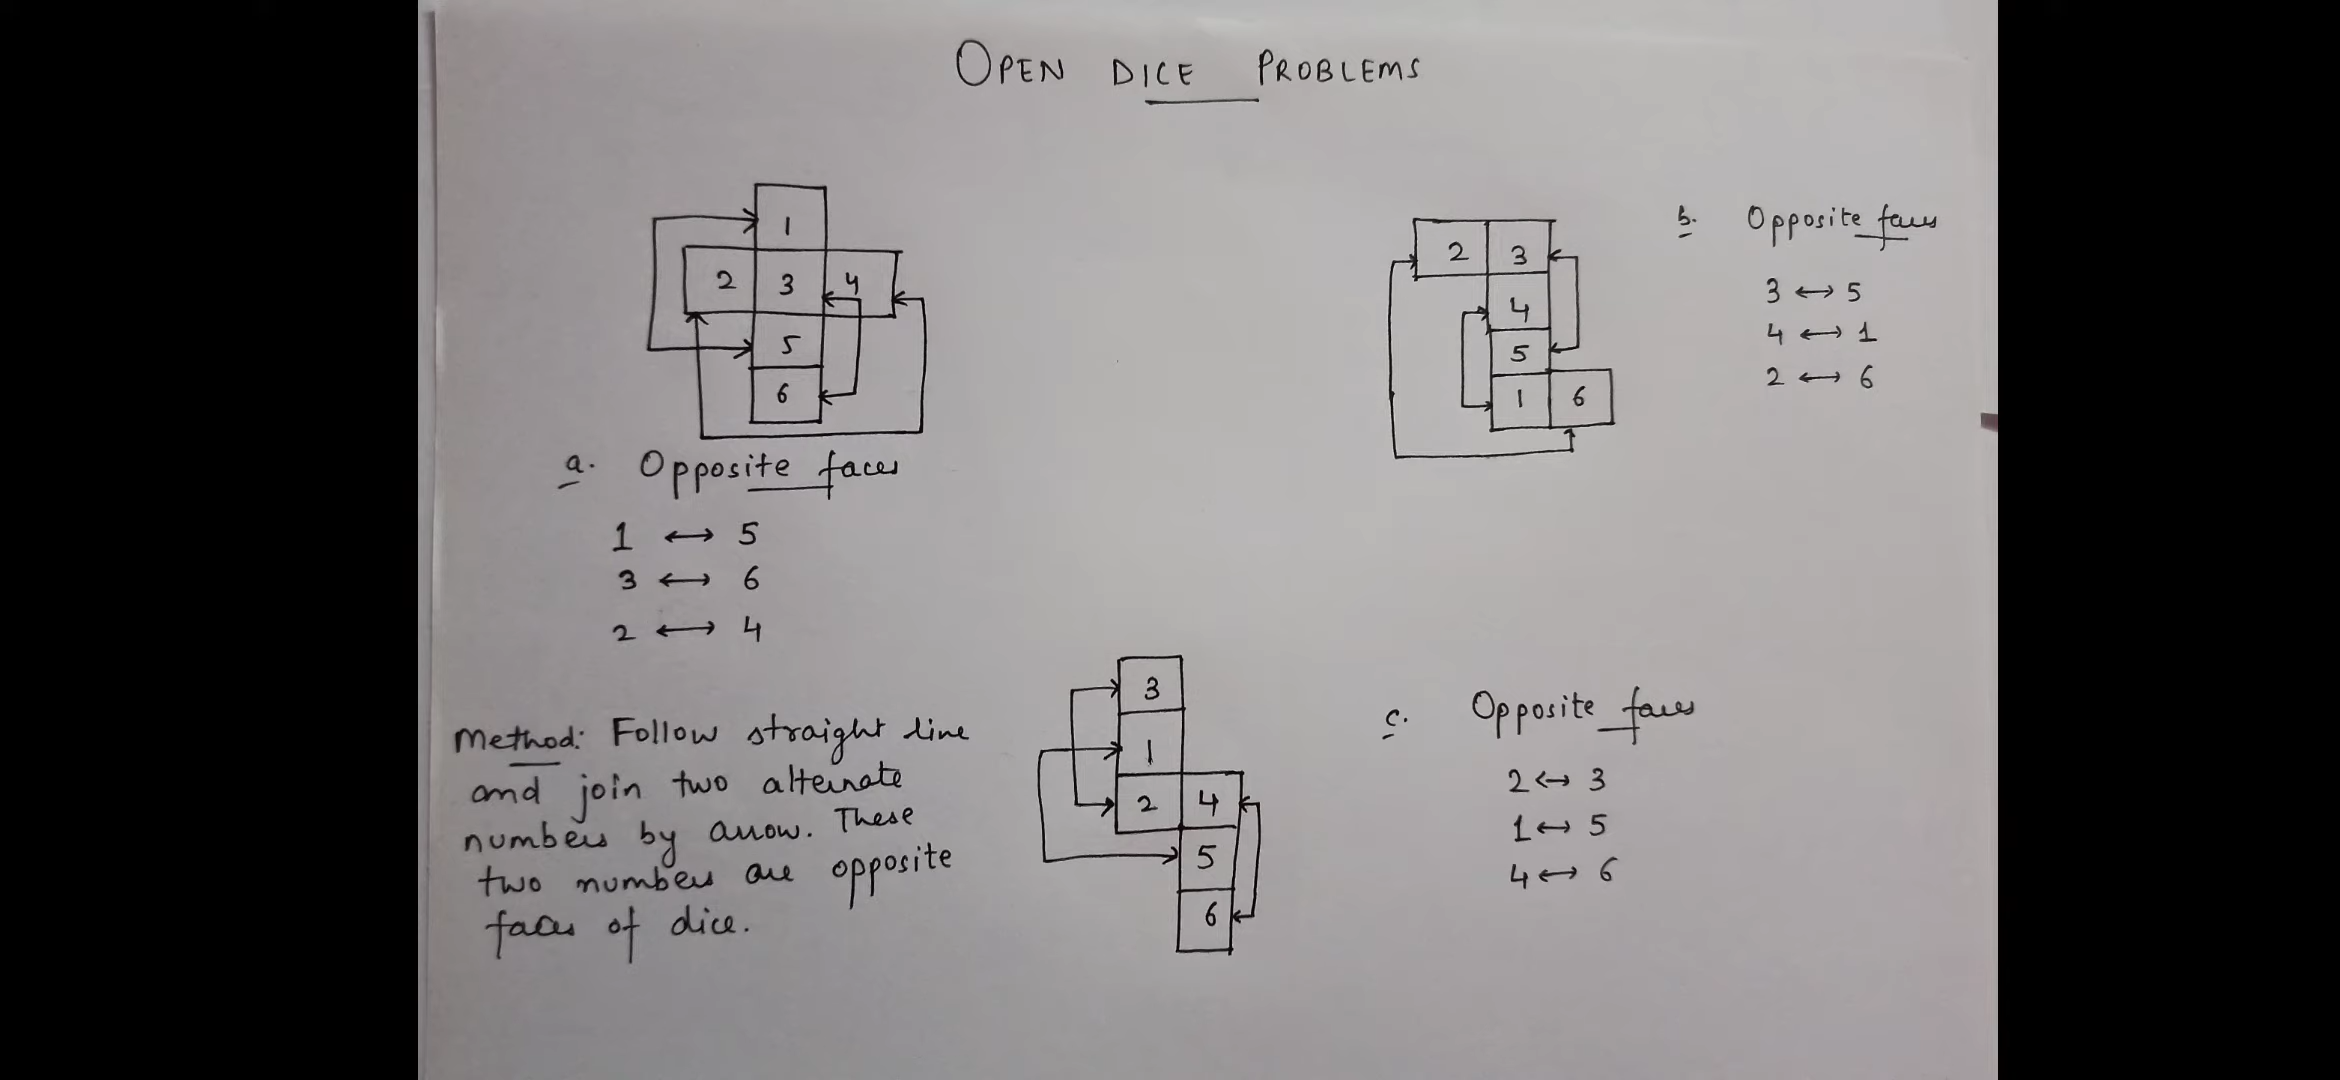 OPEN DICE PROBLEMS
1
2 3 4
5
6
a. Opposite faces
1 ↔ 5
3 ↔ 6
2 ↔ 4
2 3
4
5
1 6
b. Opposite faces
3 ↔ 5
4 ↔ 1
2 ↔ 6
Method: Follow straight line
and join two alternate
numbers by arrow. These
two numbers are opposite
faces of dice.
3
1
2 4
5
6
c. Opposite faces
2 ↔ 3
1 ↔ 5
4 ↔ 6